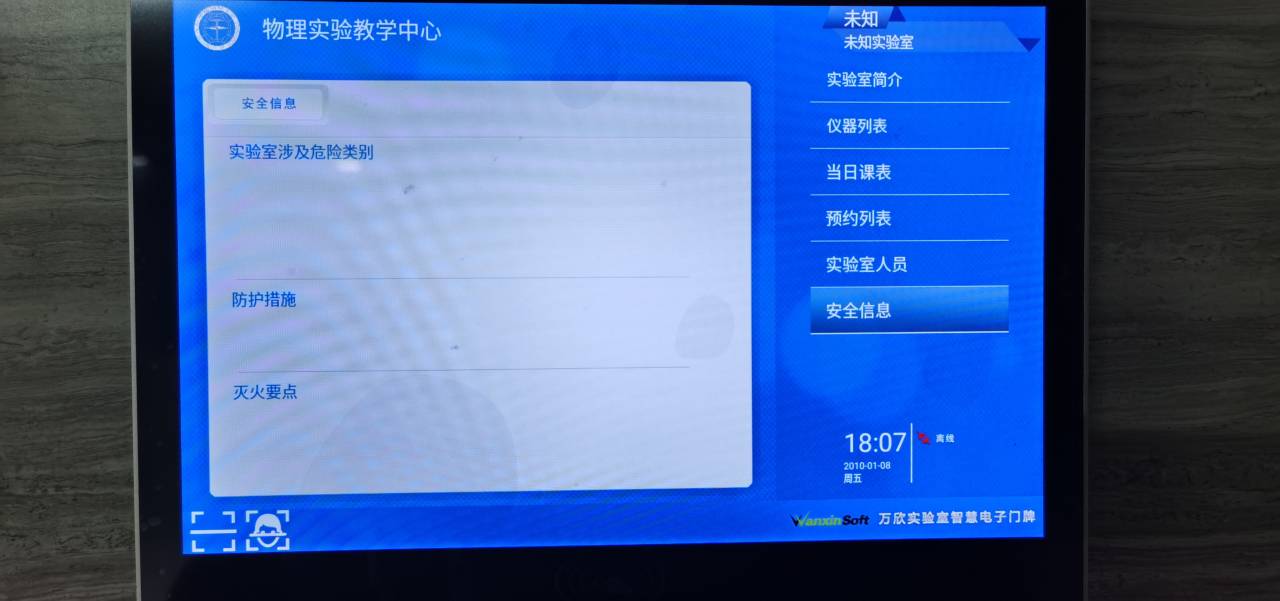 物理实验教学中心
未知
未知实验室
安全信息
实验室涉及危险类别
防护措施
灭火要点
实验室简介
仪器列表
当日课表
预约列表
实验室人员
安全信息
18:07
离线
2010-01-08
周五
WanxinSoft 万欣实验室智慧电子门牌